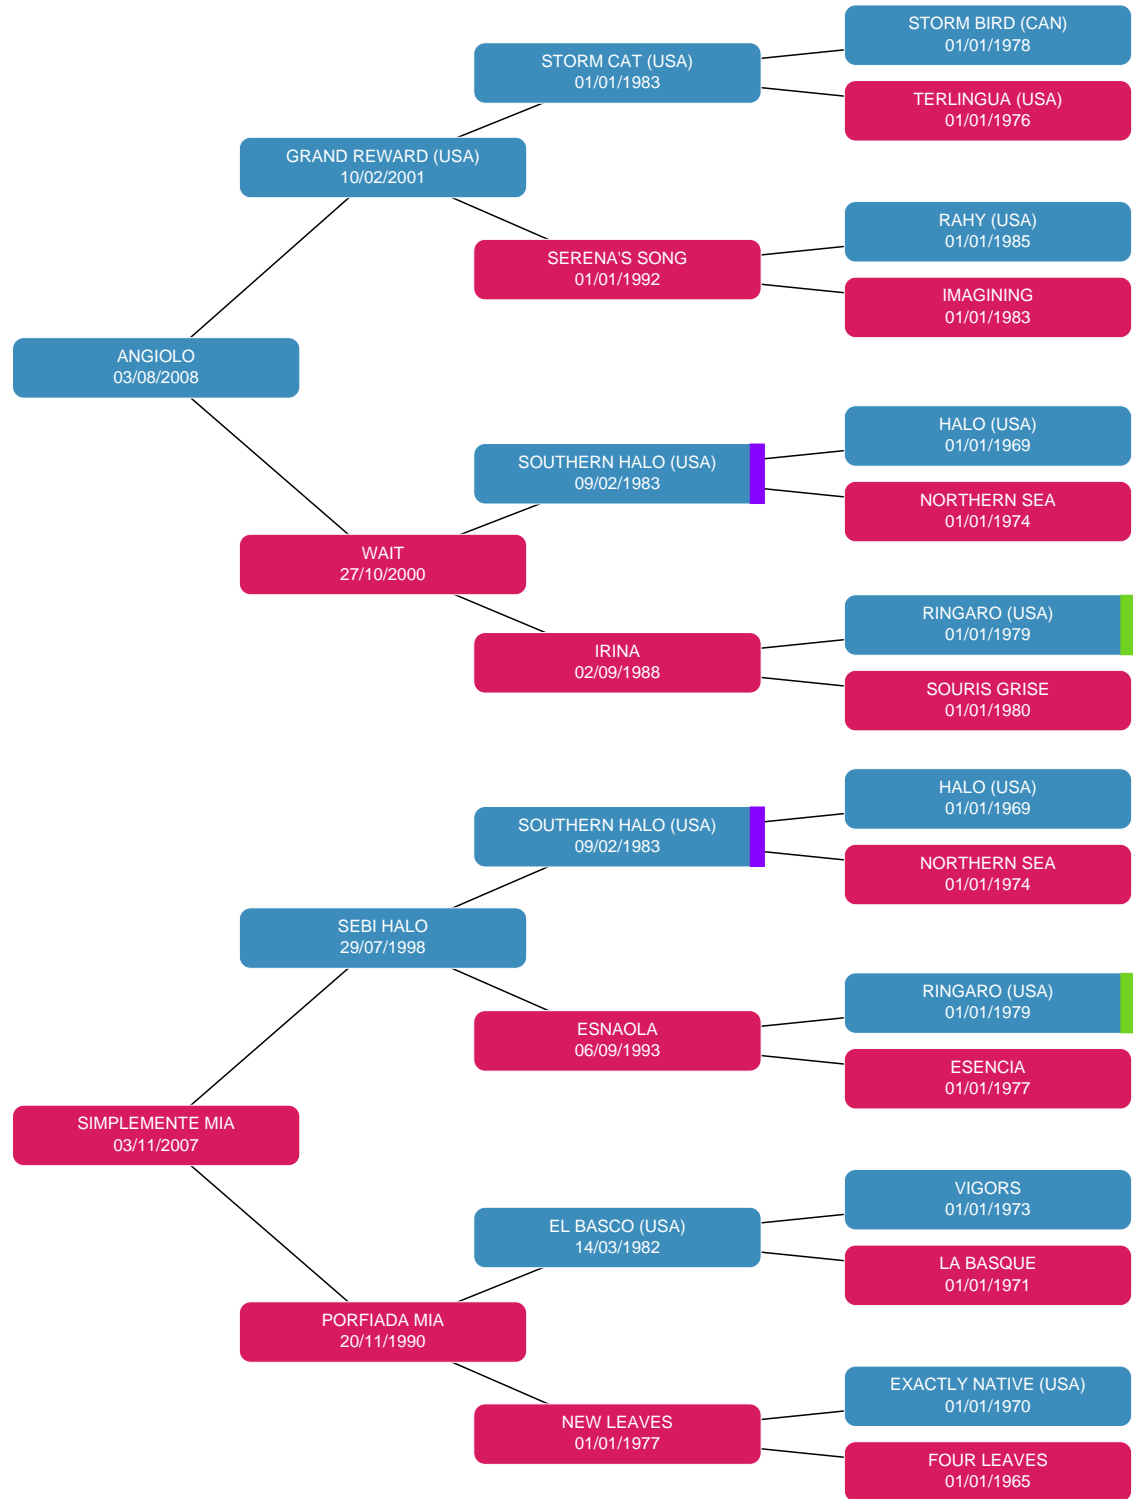 STORM BIRD (CAN)
01/01/1978
STORM CAT (USA)
01/01/1983
TERLINGUA (USA)
01/01/1976
GRAND REWARD (USA)
10/02/2001
RAHY (USA)
01/01/1985
SERENA'S SONG
01/01/1992
IMAGINING
01/01/1983
ANGIOLO
03/08/2008
HALO (USA)
01/01/1969
SOUTHERN HALO (USA)
09/02/1983
NORTHERN SEA
01/01/1974
WAIT
27/10/2000
RINGARO (USA)
01/01/1979
IRINA
02/09/1988
SOURIS GRISE
01/01/1980
HALO (USA)
01/01/1969
SOUTHERN HALO (USA)
09/02/1983
NORTHERN SEA
01/01/1974
SEBI HALO
29/07/1998
RINGARO (USA)
01/01/1979
ESNAOLA
06/09/1993
ESENCIA
01/01/1977
SIMPLEMENTE MIA
03/11/2007
VIGORS
01/01/1973
EL BASCO (USA)
14/03/1982
LA BASQUE
01/01/1971
PORFIADA MIA
20/11/1990
EXACTLY NATIVE (USA)
01/01/1970
NEW LEAVES
01/01/1977
FOUR LEAVES
01/01/1965